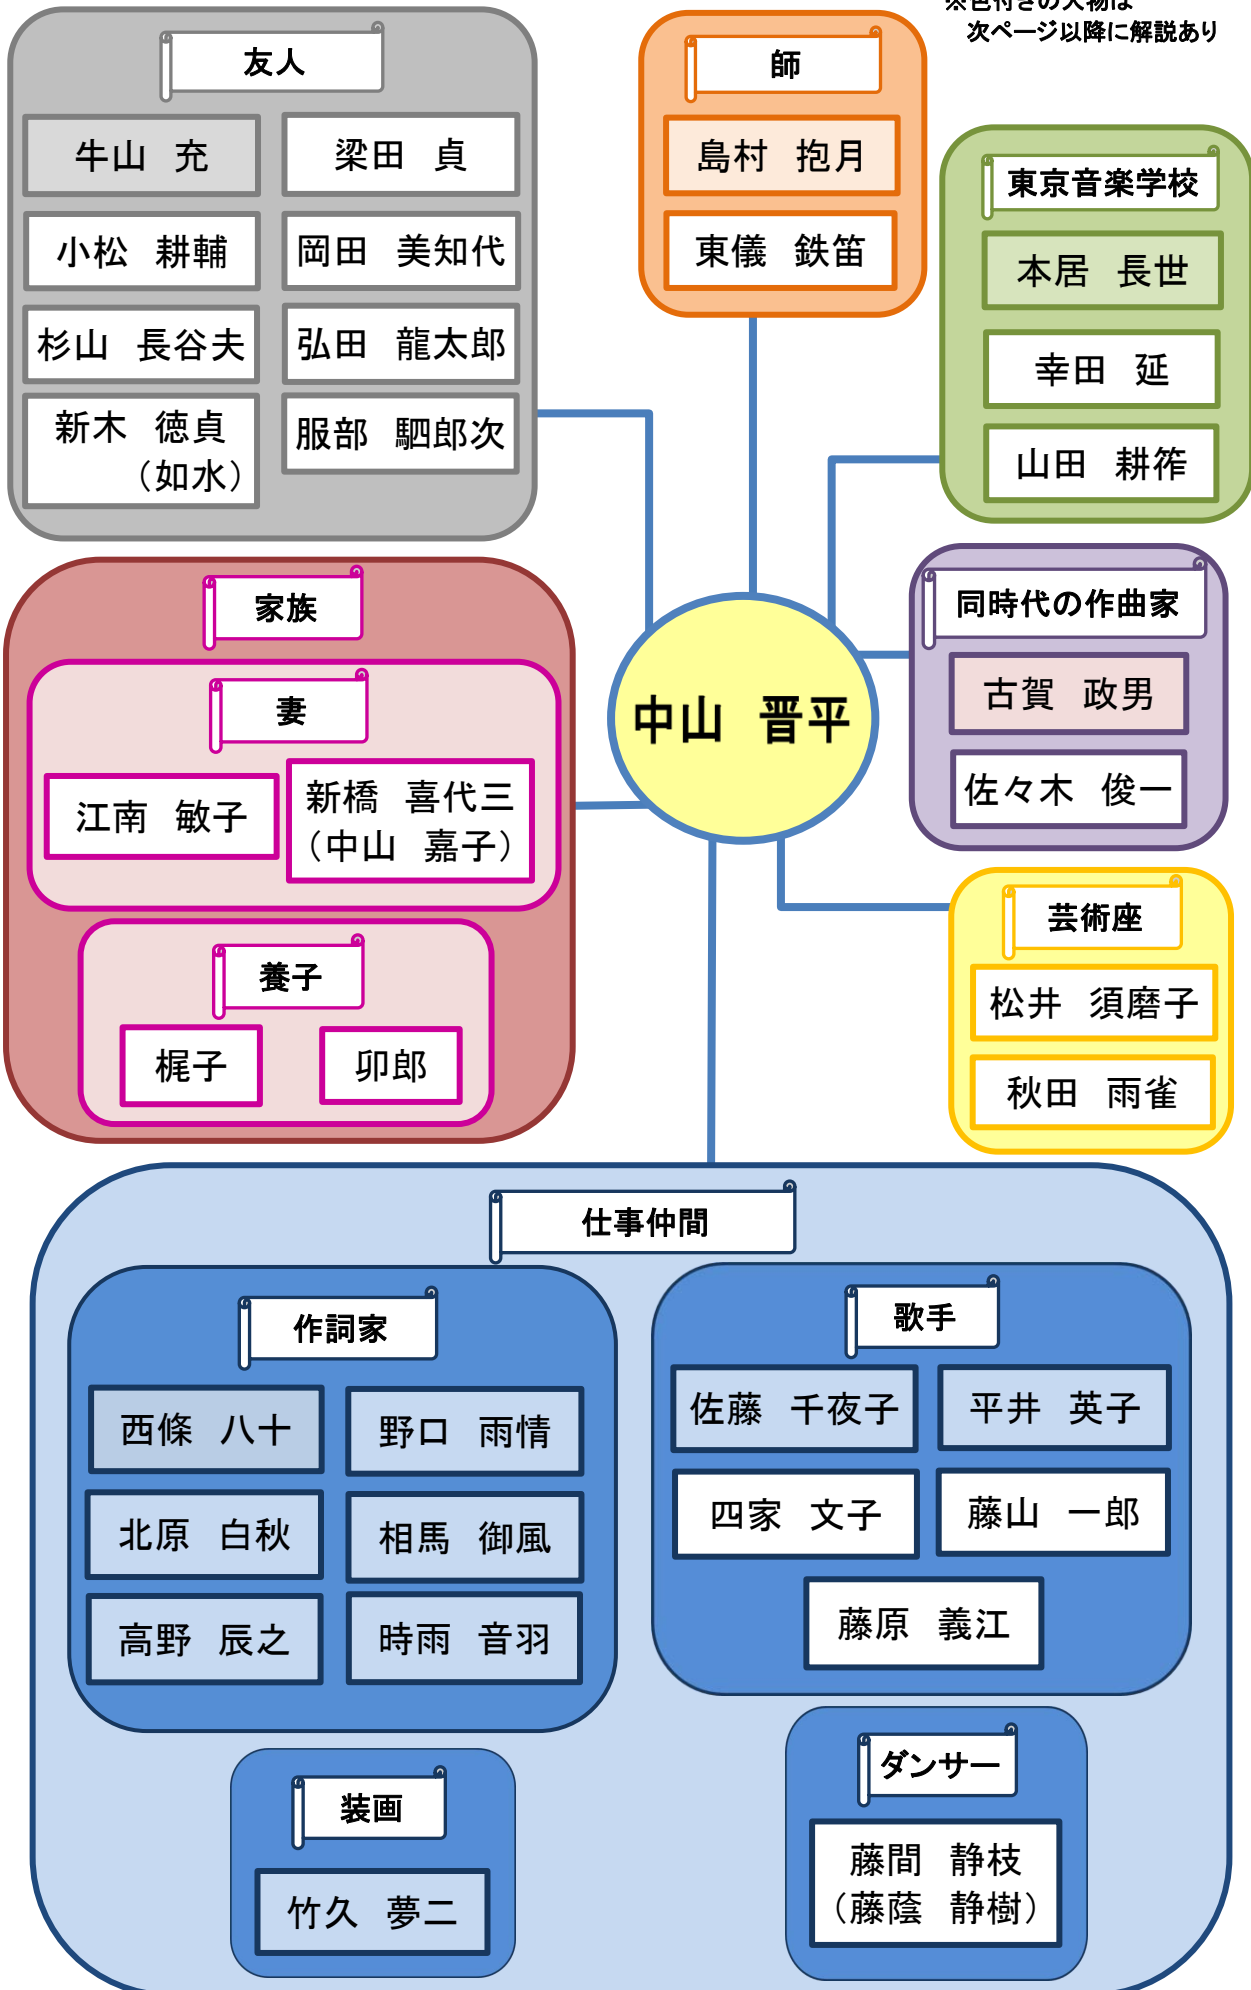 ※色付きの人物は
次ページ以降に解説あり
友人
牛山 充
梁田 貞
小松 耕輔
岡田 美知代
杉山 長谷夫
弘田 龍太郎
新木 徳貞
（如水）
服部 駟郎次
師
島村 抱月
東儀 鉄笛
東京音楽学校
本居 長世
幸田 延
山田 耕筰
家族
妻
江南 敏子
新橋 喜代三
（中山 嘉子）
養子
梶子
卯郎
中山 晋平
同時代の作曲家
古賀 政男
佐々木 俊一
芸術座
松井 須磨子
秋田 雨雀
仕事仲間
作詞家
西條 八十
野口 雨情
北原 白秋
相馬 御風
高野 辰之
時雨 音羽
歌手
佐藤 千夜子
平井 英子
四家 文子
藤山 一郎
藤原 義江
装画
竹久 夢二
ダンサー
藤間 静枝
（藤蔭 静樹）